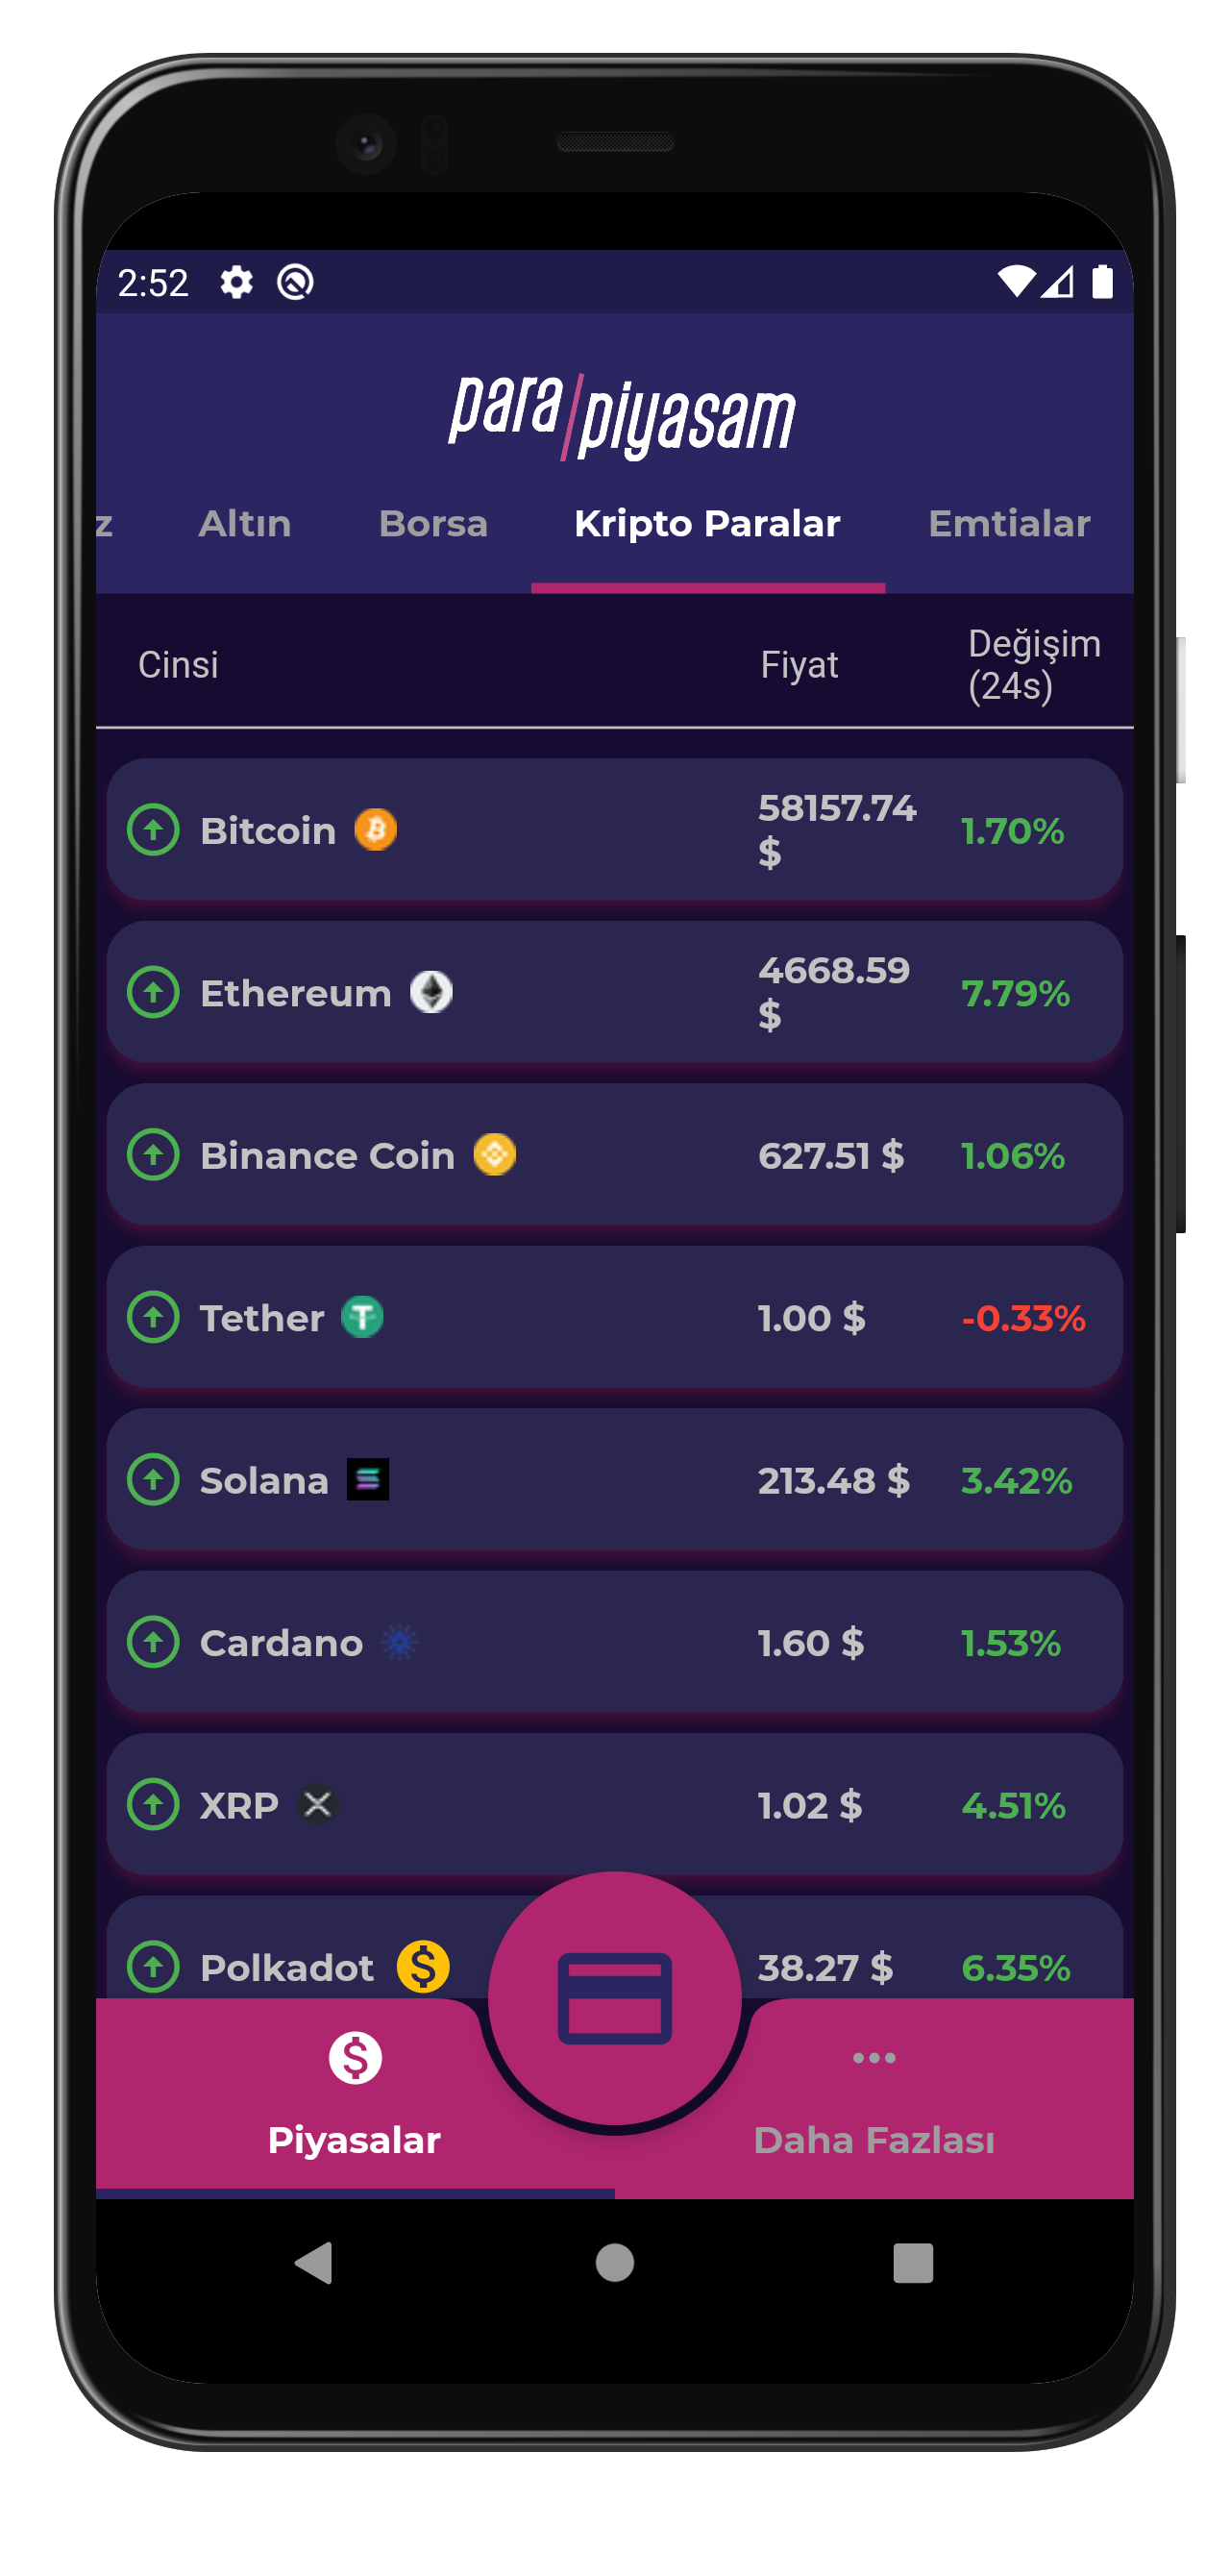 2:52
para/piyasam
z Altın Borsa Kripto Paralar Emtialar
Cinsi Fiyat Değişim
(24s)
Bitcoin 58157.74
$ 1.70%
Ethereum 4668.59
$ 7.79%
Binance Coin 627.51 $ 1.06%
Tether 1.00 $ -0.33%
Solana 213.48 $ 3.42%
Cardano 1.60 $ 1.53%
XRP 1.02 $ 4.51%
Polkadot 38.27 $ 6.35%
Piyasalar Daha Fazlası